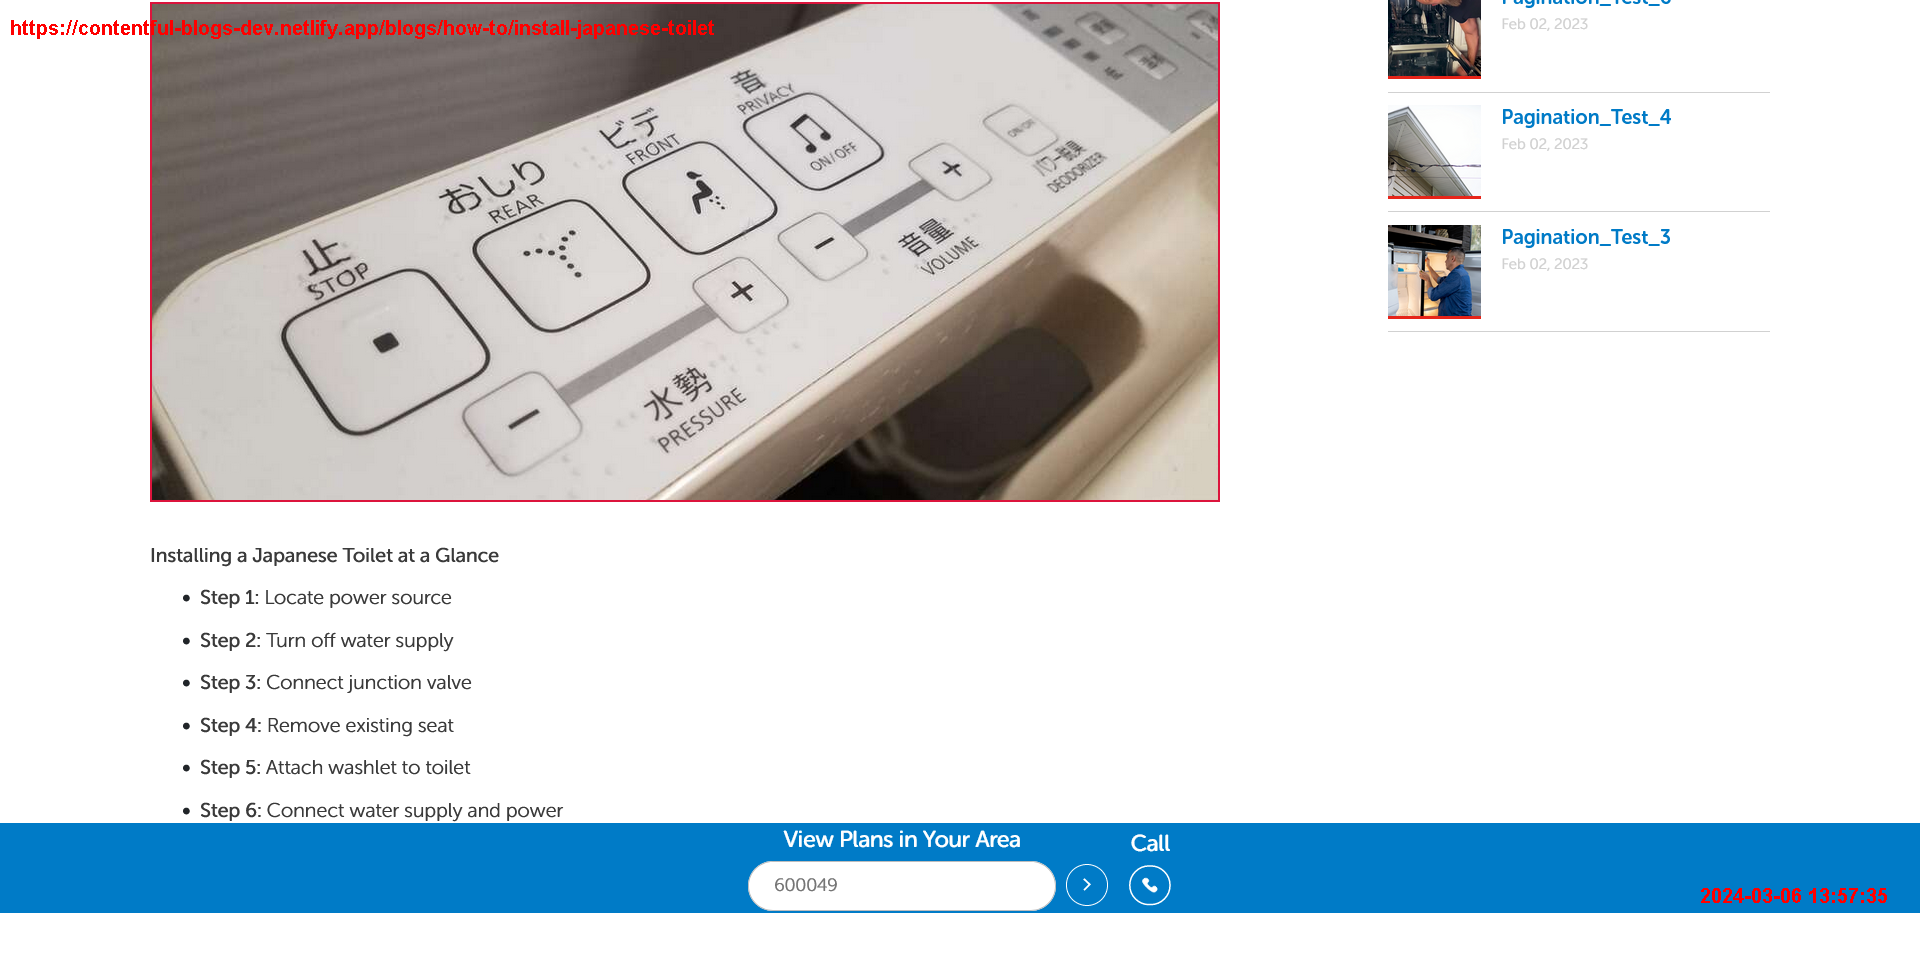 https://contentful-blogs-dev.netlify.app/blogs/how-to/install-japanese-toilet
止
STOP
おしり
REAR
ビデ
FRONT
音
PRIVACY
ON/OFF
水勢
PRESSURE
音量
VOLUME
ON/OFF
パワー脱臭
DEODORIZER
Feb 02, 2023
Pagination_Test_4
Feb 02, 2023
Pagination_Test_3
Feb 02, 2023
Installing a Japanese Toilet at a Glance
• Step 1: Locate power source
• Step 2: Turn off water supply
• Step 3: Connect junction valve
• Step 4: Remove existing seat
• Step 5: Attach washlet to toilet
• Step 6: Connect water supply and power
View Plans in Your Area
Call
600049
2024-03-06 13:57:35